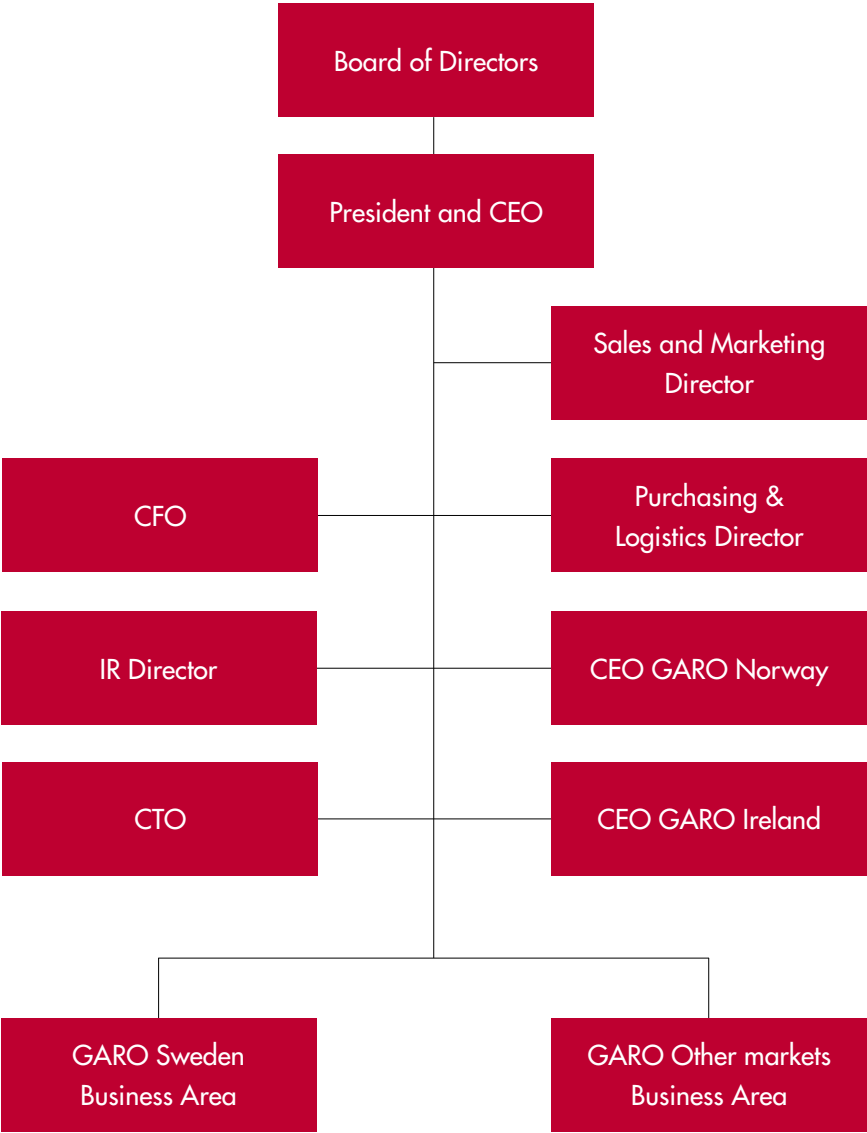 Board of Directors
President and CEO
Sales and Marketing
Director
CFO
Purchasing &
Logistics Director
IR Director
CEO GARO Norway
CTO
CEO GARO Ireland
GARO Sweden
Business Area
GARO Other markets
Business Area